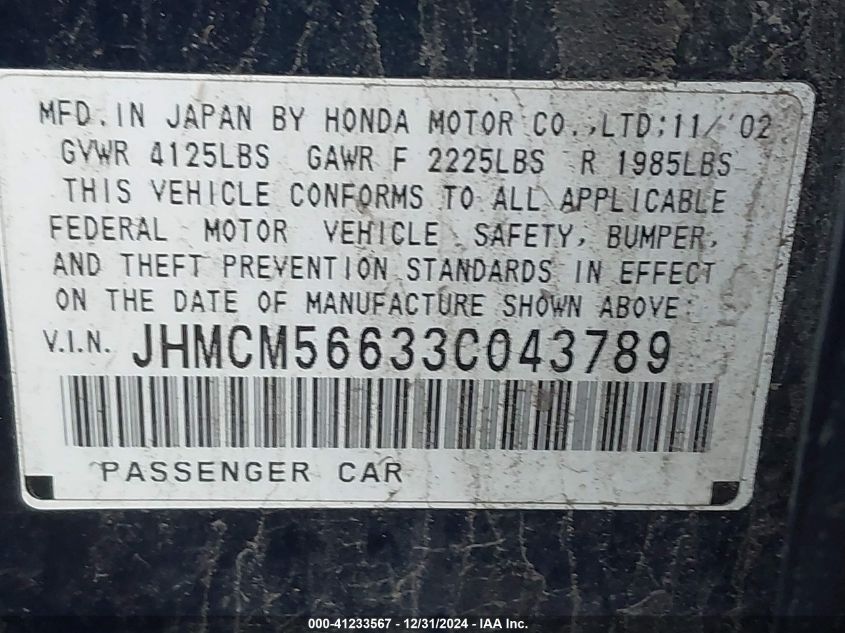 MFD. IN JAPAN BY HONDA MOTOR CO., LTD; 11/'02
GVWR 4125LBS GAWR F 2225LBS R 1985LBS
THIS VEHICLE CONFORMS TO ALL APPLICABLE
FEDERAL MOTOR VEHICLE SAFETY, BUMPER,
AND THEFT PREVENTION STANDARDS IN EFFECT
ON THE DATE OF MANUFACTURE SHOWN ABOVE:
V.I.N. JHMCM56633C043789
PASSENGER CAR
000-41233567 - 12/31/2024 - IAA Inc.